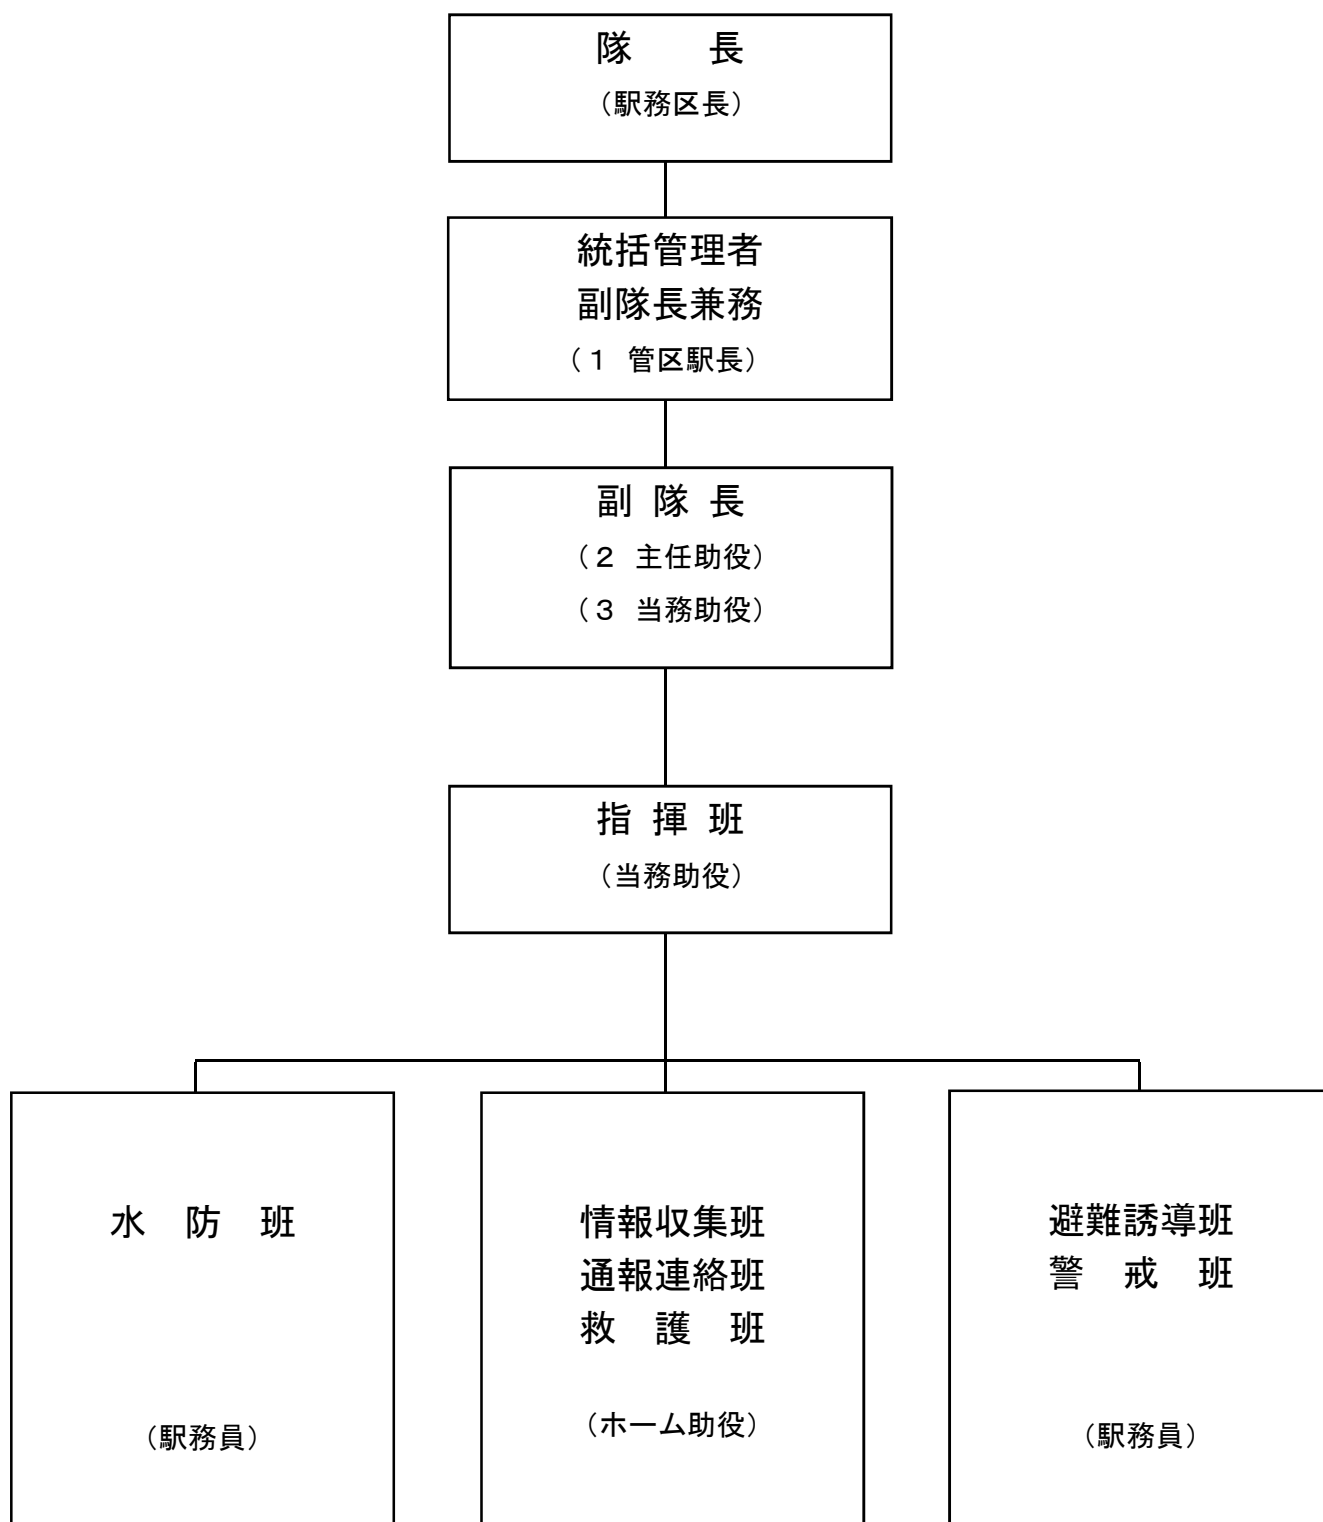 隊　　長
（駅務区長）
統括管理者
副隊長兼務
（１　管区駅長）
副 隊 長
（２　主任助役）
（３　当務助役）
指 揮 班
（当務助役）
水　防　班
（駅務員）
情報収集班
通報連絡班
救　護　班
（ホーム助役）
避難誘導班
警　戒　班
（駅務員）